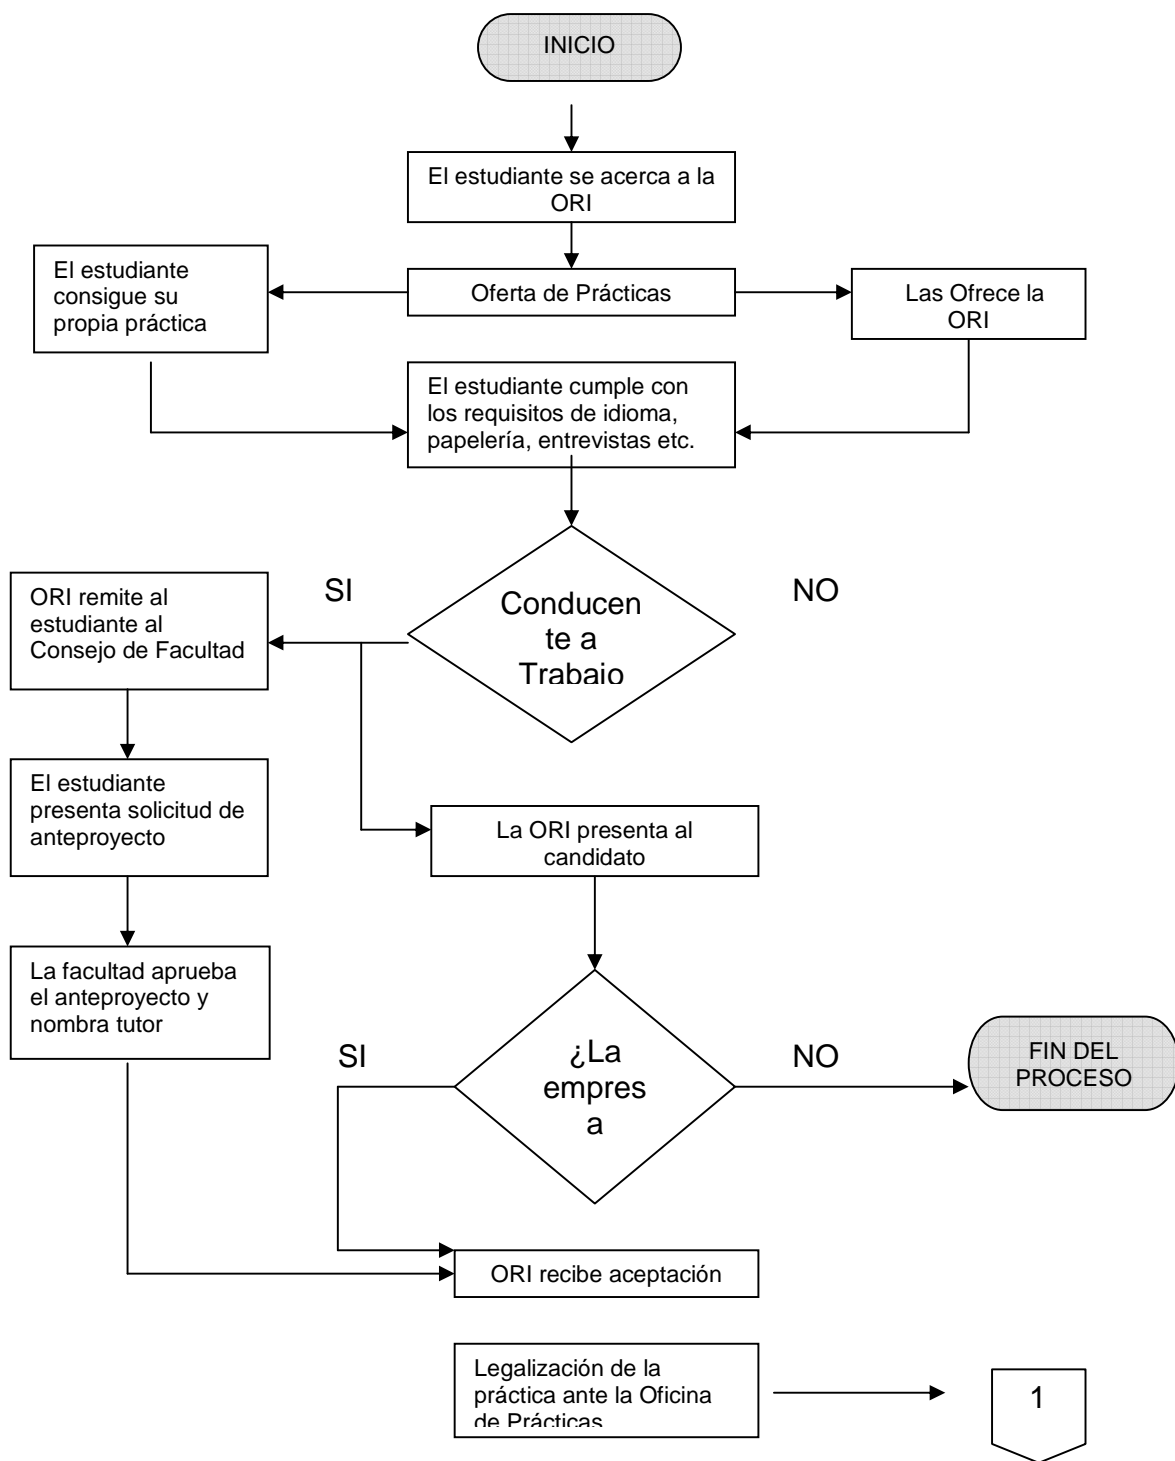 INICIO
El estudiante se acerca a la
ORI
El estudiante
consigue su
propia práctica
Oferta de Prácticas
Las Ofrece la
ORI
El estudiante cumple con
los requisitos de idioma,
papelería, entrevistas etc.
SI
NO
Conducen
te a
Trabajo
ORI remite al
estudiante al
Consejo de Facultad
El estudiante
presenta solicitud de
anteproyecto
La ORI presenta al
candidato
La facultad aprueba
el anteproyecto y
nombra tutor
SI
¿La
empres
a
NO
FIN DEL
PROCESO
ORI recibe aceptación
Legalización de la
práctica ante la Oficina
de Prácticas
1